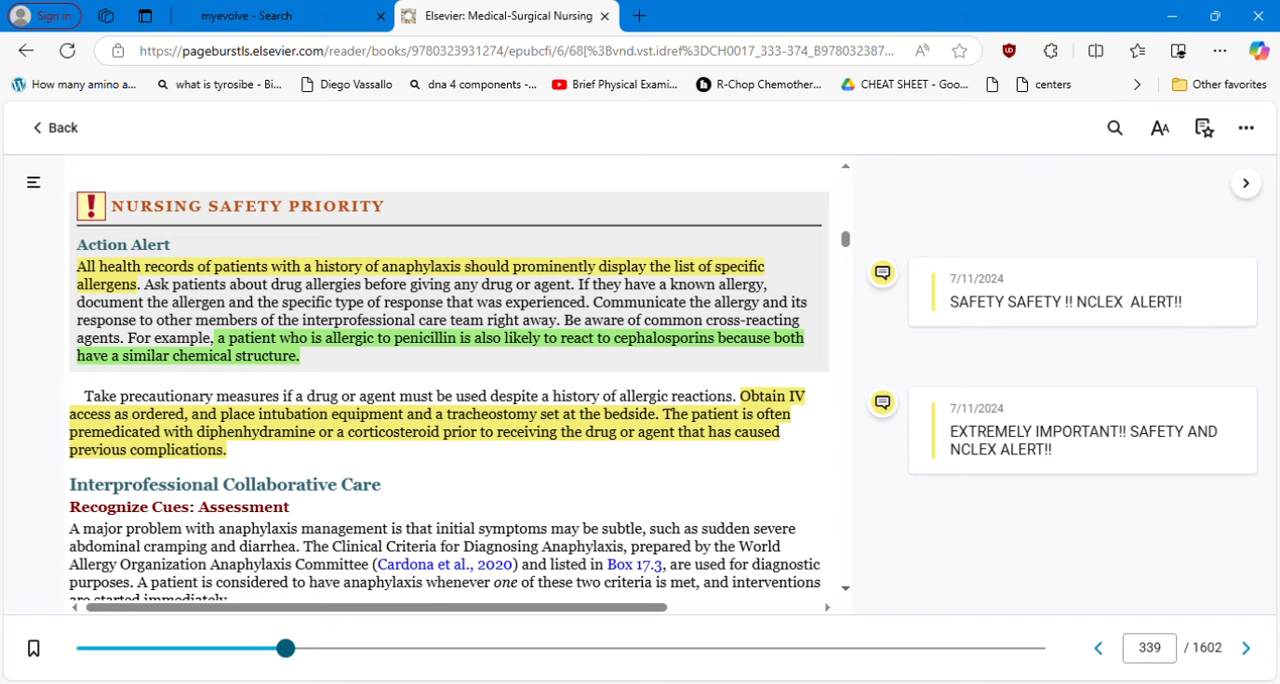 Sign in
myevolve - Search
Elsevier: Medical-Surgical Nursing
https://pageburstls.elsevier.com/reader/books/9780323931274/epubcfi/6/68[%3Bvnd.vst.idref%3DCH0017_333-374_B978032387...
How many amino a...
what is tyrosibe - Bi...
Diego Vassallo
dna 4 components -...
Brief Physical Exami...
R-Chop Chemother...
CHEAT SHEET - Goo...
centers
Other favorites
Back
NURSING SAFETY PRIORITY
Action Alert
All health records of patients with a history of anaphylaxis should prominently display the list of specific
allergens. Ask patients about drug allergies before giving any drug or agent. If they have a known allergy,
document the allergen and the specific type of response that was experienced. Communicate the allergy and its
response to other members of the interprofessional care team right away. Be aware of common cross-reacting
agents. For example, a patient who is allergic to penicillin is also likely to react to cephalosporins because both
have a similar chemical structure.
Take precautionary measures if a drug or agent must be used despite a history of allergic reactions. Obtain IV
access as ordered, and place intubation equipment and a tracheostomy set at the bedside. The patient is often
premedicated with diphenhydramine or a corticosteroid prior to receiving the drug or agent that has caused
previous complications.
Interprofessional Collaborative Care
Recognize Cues: Assessment
A major problem with anaphylaxis management is that initial symptoms may be subtle, such as sudden severe
abdominal cramping and diarrhea. The Clinical Criteria for Diagnosing Anaphylaxis, prepared by the World
Allergy Organization Anaphylaxis Committee (Cardona et al., 2020) and listed in Box 17.3, are used for diagnostic
purposes. A patient is considered to have anaphylaxis whenever one of these two criteria is met, and interventions
are started immediately
7/11/2024
SAFETY SAFETY !! NCLEX ALERT!!
7/11/2024
EXTREMELY IMPORTANT!! SAFETY AND
NCLEX ALERT!!
339 / 1602